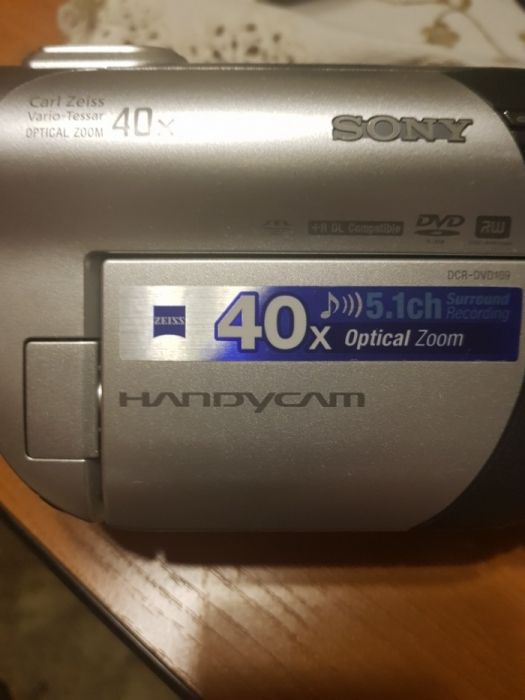 Carl Zeiss
Vario-Tessar
OPTICAL ZOOM 40x
SONY
+R DL Compatible DVD RW
DCR-DVD109
ZEISS
40x 5.1ch Surround Recording
Optical Zoom
HANDYCAM